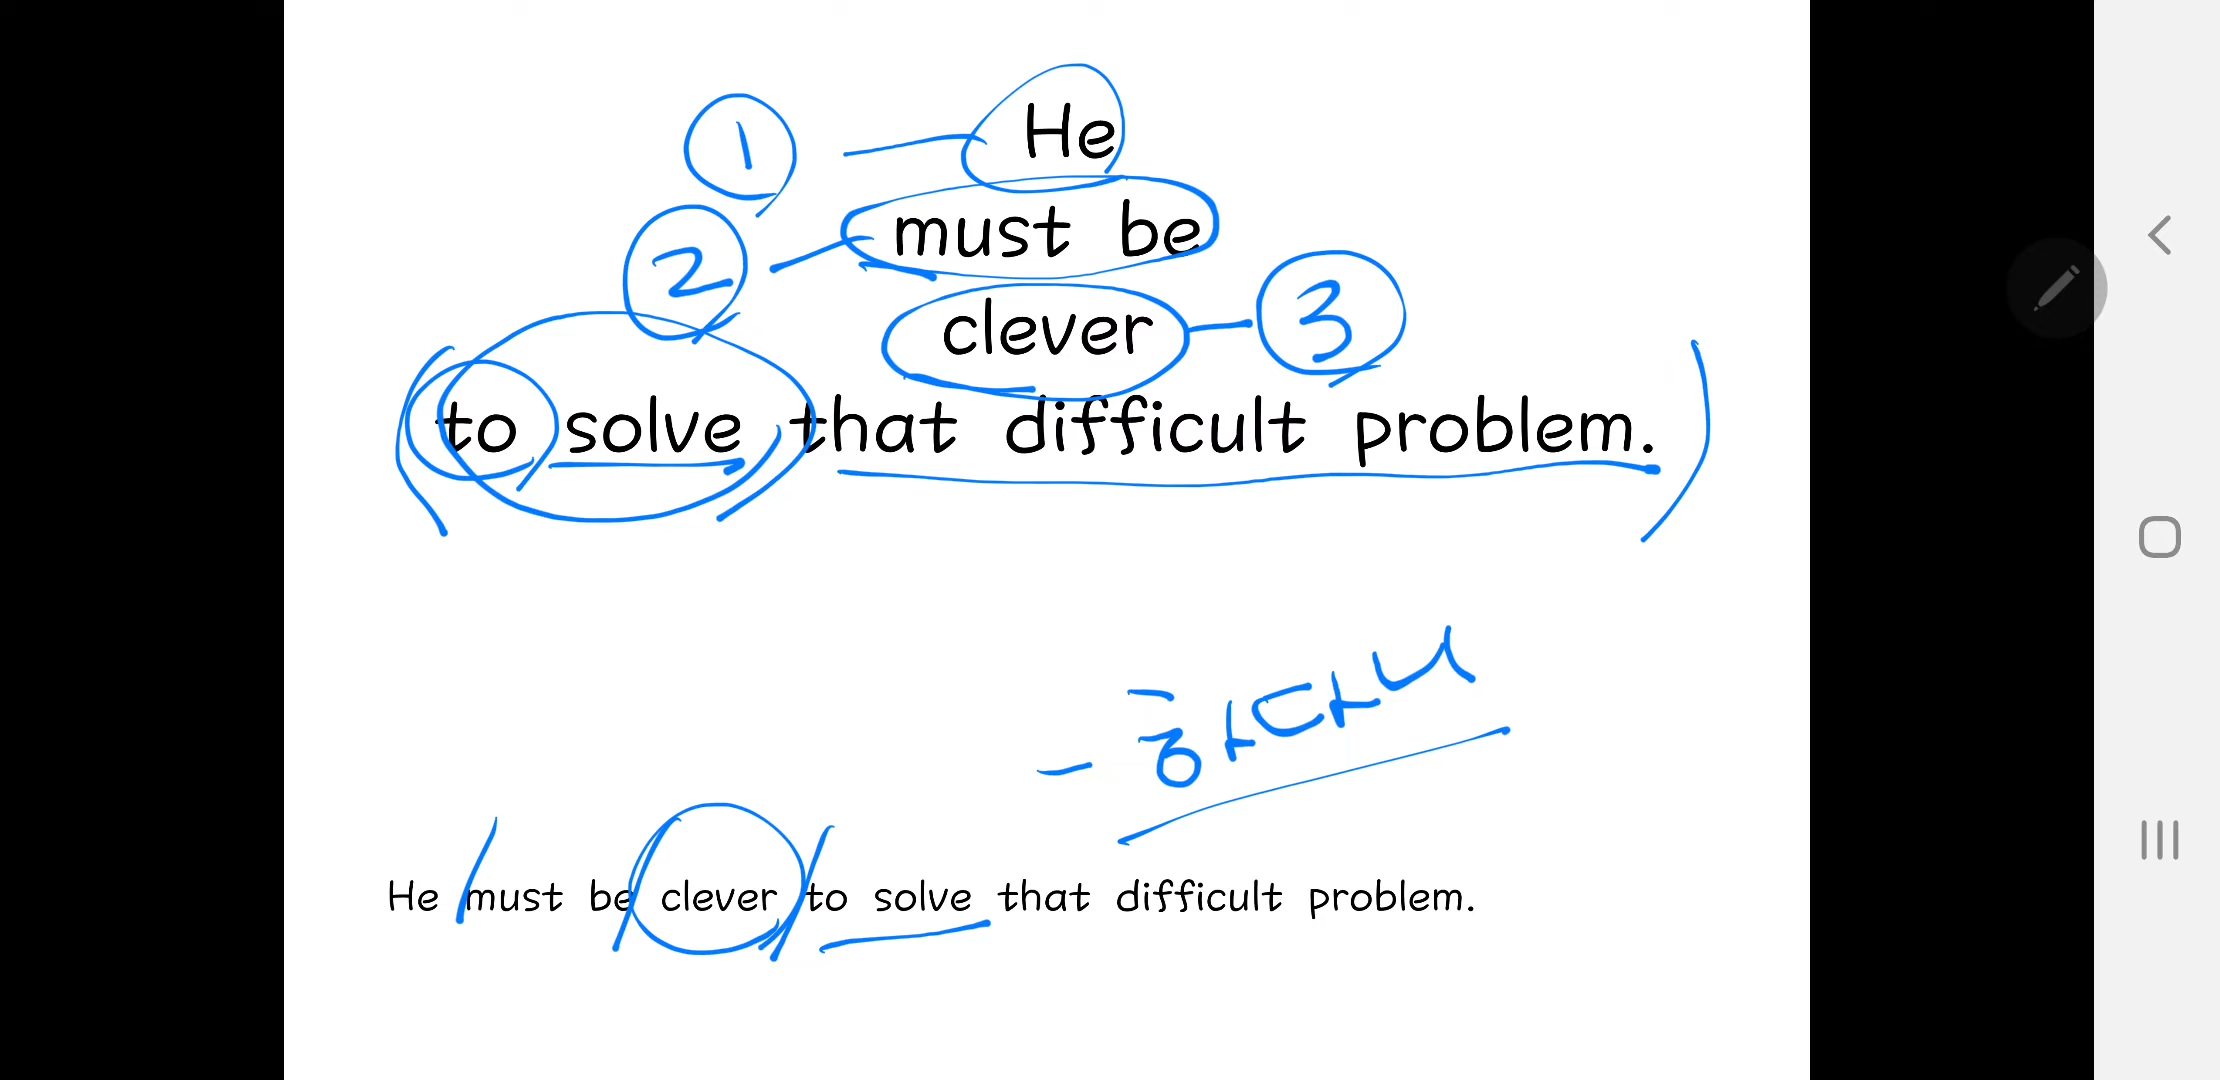 1 He
2 must be
clever 3
to solve that difficult problem.
- 하다니
He must be clever to solve that difficult problem.